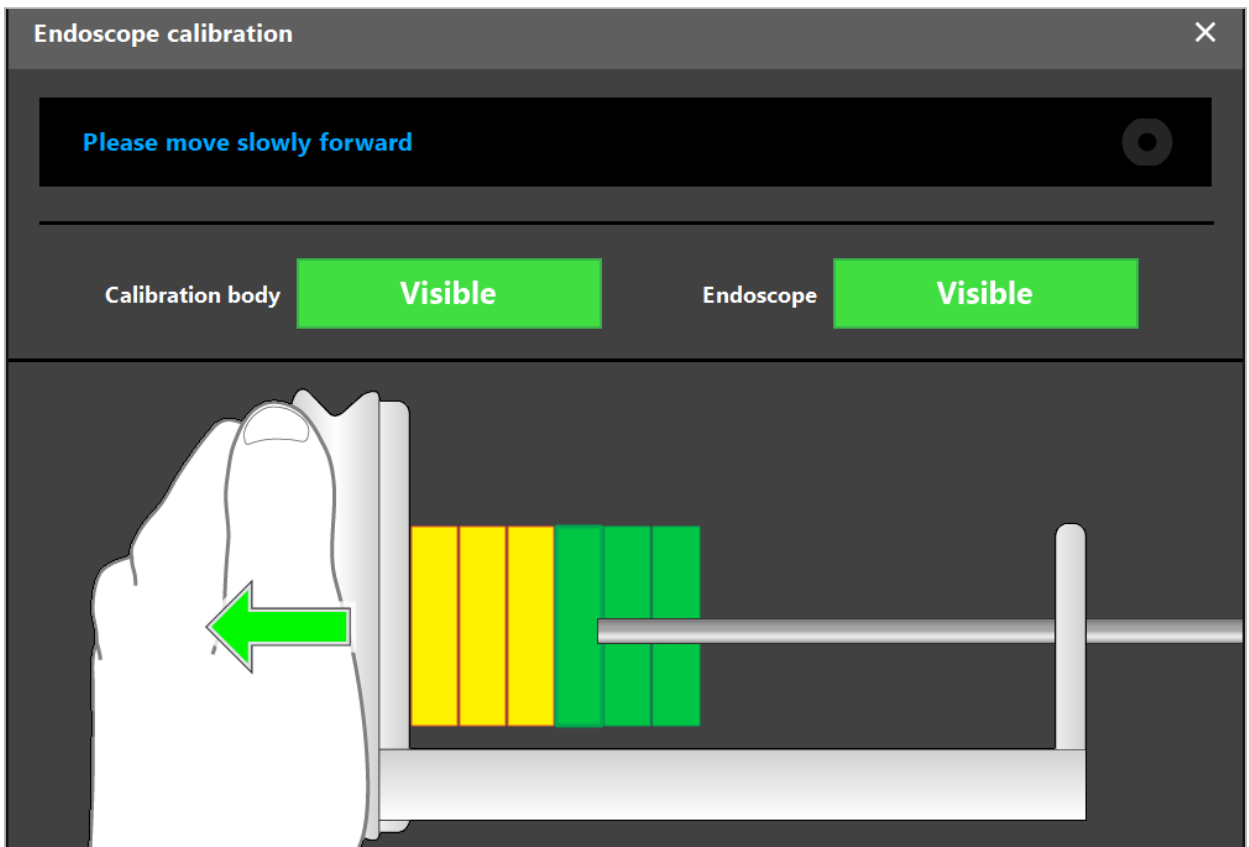 Endoscope calibration
Please move slowly forward
Calibration body Visible Endoscope Visible